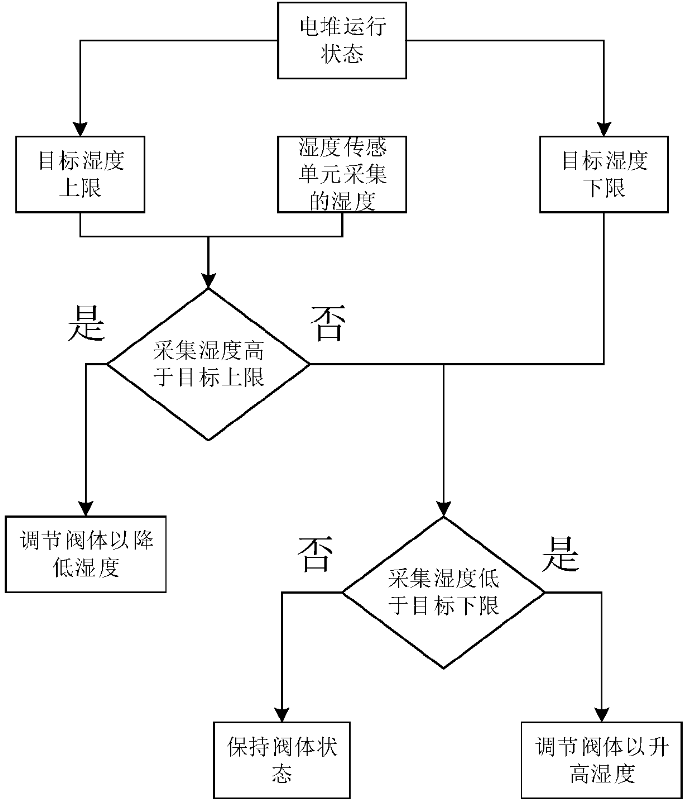 电堆运行
状态
目标湿度
上限
湿度传感
单元采集
的湿度
目标湿度
下限
是
否
采集湿度高
于目标上限
调节阀体以降
低湿度
否
是
采集湿度低
于目标下限
保持阀体状
态
调节阀体以升
高湿度